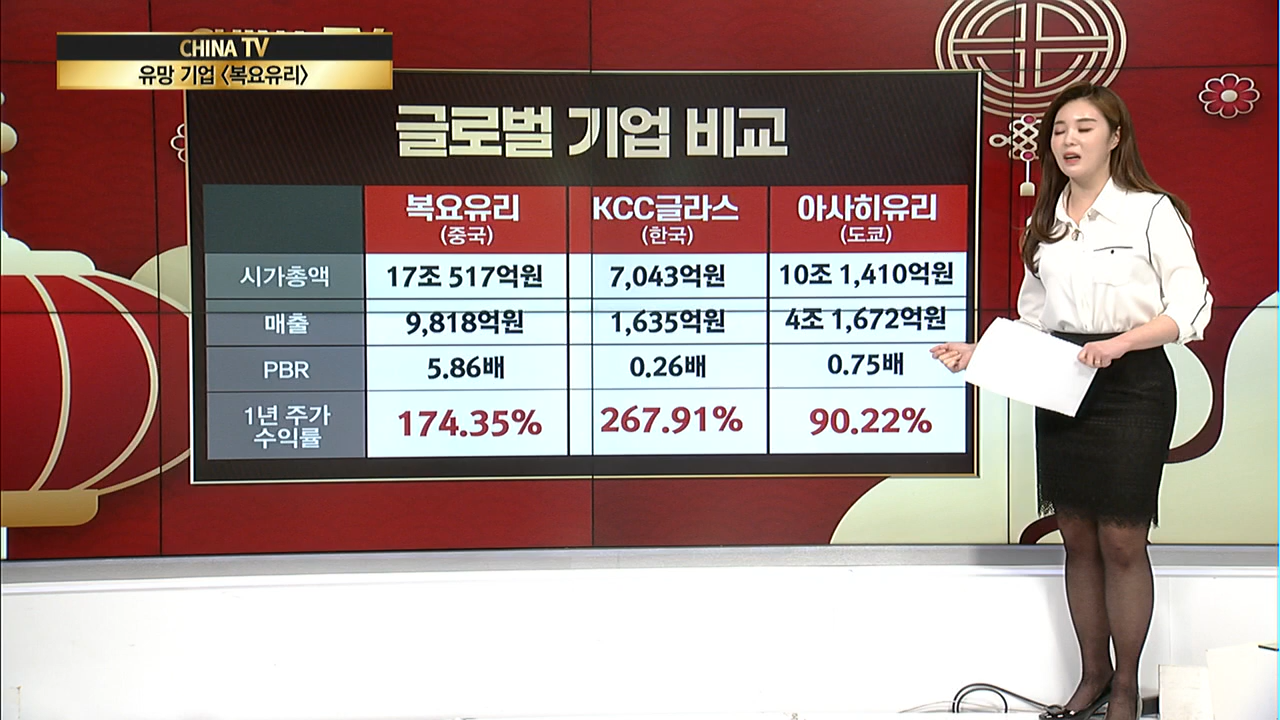 CHINA TV
유망 기업 〈복요유리〉
글로벌 기업 비교
복요유리 KCC글라스 아사히유리
(중국) (한국) (도쿄)
시가총액 17조 517억원 7,043억원 10조 1,410억원
매출 9,818억원 1,635억원 4조 1,672억원
PBR 5.86배 0.26배 0.75배
1년 주가
수익률 174.35% 267.91% 90.22%